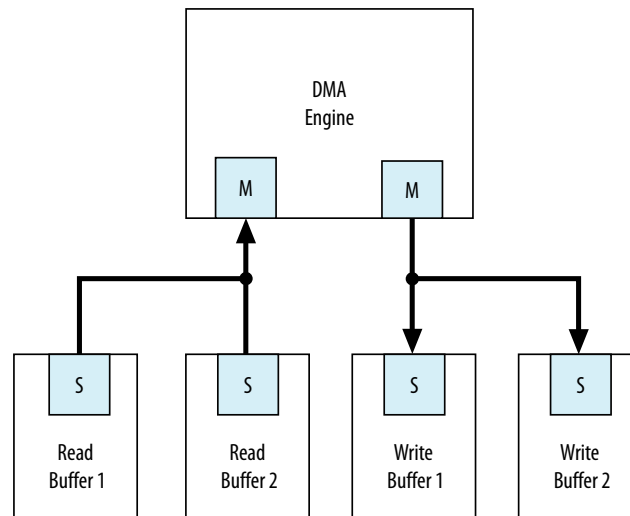 DMA
Engine
M
M
S
S
S
S
Read
Buffer 1
Read
Buffer 2
Write
Buffer 1
Write
Buffer 2